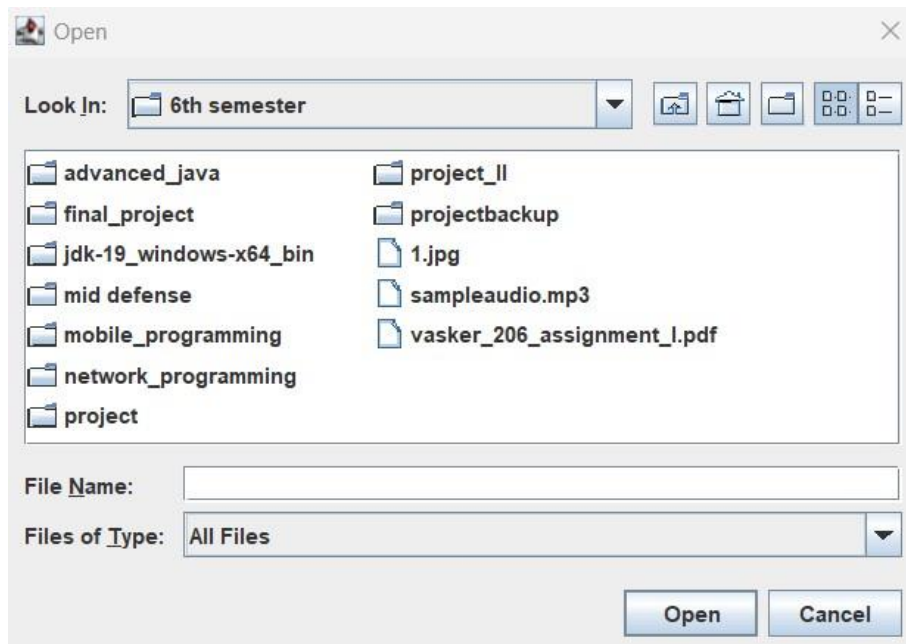 Open
Look In: 6th semester
advanced_java
final_project
jdk-19_windows-x64_bin
mid defense
mobile_programming
network_programming
project
project_II
projectbackup
1.jpg
sampleaudio.mp3
vasker_206_assignment_I.pdf
File Name:
Files of Type: All Files
Open Cancel